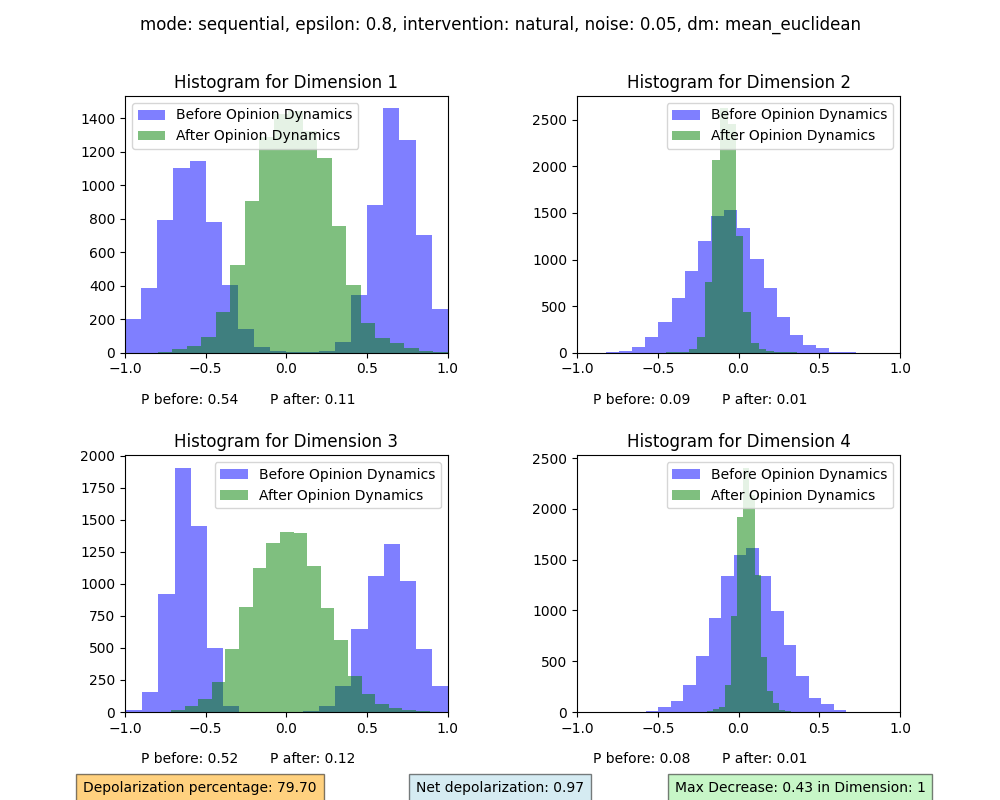 mode: sequential, epsilon: 0.8, intervention: natural, noise: 0.05, dm: mean_euclidean
Histogram for Dimension 1
Before Opinion Dynamics
After Opinion Dynamics
1400
1200
1000
800
600
400
200
0
−1.0 −0.5 0.0 0.5 1.0
P before: 0.54 P after: 0.11
Histogram for Dimension 2
Before Opinion Dynamics
After Opinion Dynamics
2500
2000
1500
1000
500
0
−1.0 −0.5 0.0 0.5 1.0
P before: 0.09 P after: 0.01
Histogram for Dimension 3
Before Opinion Dynamics
After Opinion Dynamics
2000
1750
1500
1250
1000
750
500
250
0
−1.0 −0.5 0.0 0.5 1.0
P before: 0.52 P after: 0.12
Histogram for Dimension 4
Before Opinion Dynamics
After Opinion Dynamics
2500
2000
1500
1000
500
0
−1.0 −0.5 0.0 0.5 1.0
P before: 0.08 P after: 0.01
Depolarization percentage: 79.70
Net depolarization: 0.97
Max Decrease: 0.43 in Dimension: 1